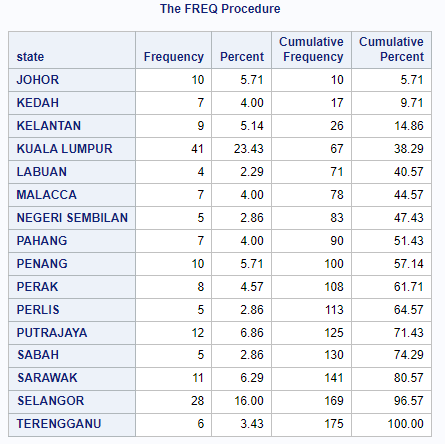 The FREQ Procedure
state Frequency Percent Cumulative Frequency Cumulative Percent
JOHOR 10 5.71 10 5.71
KEDAH 7 4.00 17 9.71
KELANTAN 9 5.14 26 14.86
KUALA LUMPUR 41 23.43 67 38.29
LABUAN 4 2.29 71 40.57
MALACCA 7 4.00 78 44.57
NEGERI SEMBILAN 5 2.86 83 47.43
PAHANG 7 4.00 90 51.43
PENANG 10 5.71 100 57.14
PERAK 8 4.57 108 61.71
PERLIS 5 2.86 113 64.57
PUTRAJAYA 12 6.86 125 71.43
SABAH 5 2.86 130 74.29
SARAWAK 11 6.29 141 80.57
SELANGOR 28 16.00 169 96.57
TERENGGANU 6 3.43 175 100.00